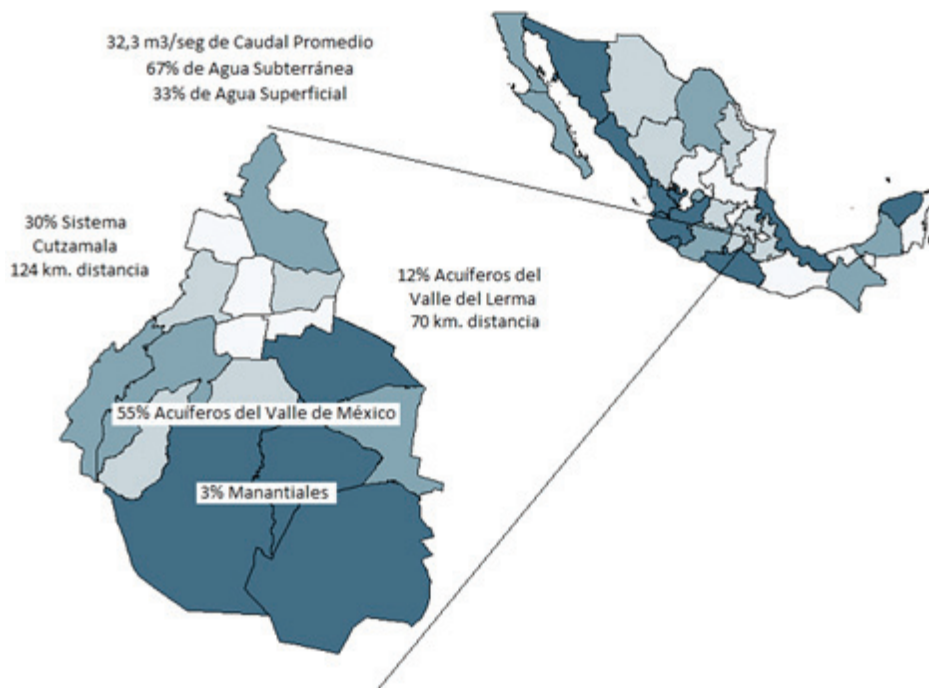 32,3 m3/seg de Caudal Promedio
67% de Agua Subterránea
33% de Agua Superficial
30% Sistema
Cutzamala
124 km. distancia
12% Acuíferos del
Valle del Lerma
70 km. distancia
55% Acuíferos del Valle de México
3% Manantiales